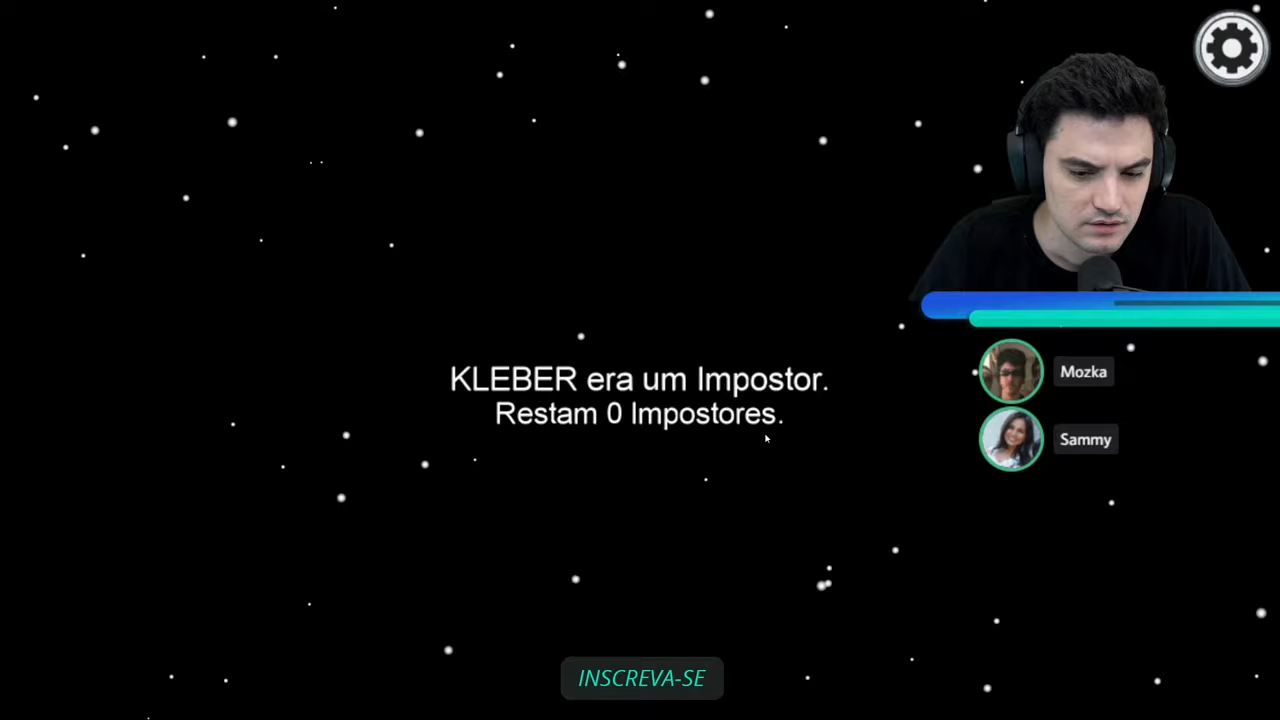 KLEBER era um Impostor.
Restam 0 Impostores.
Mozka
Sammy
INSCREVA-SE